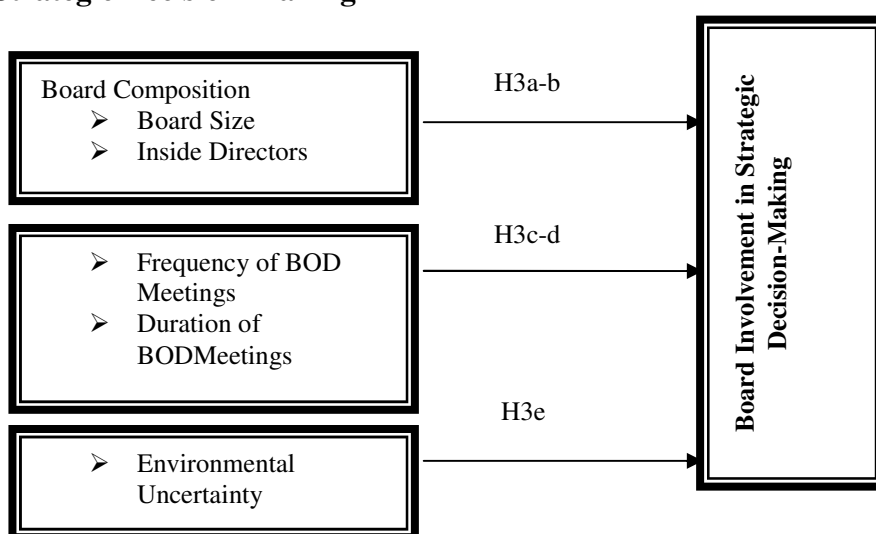 Board Composition
➢ Board Size
➢ Inside Directors
H3a-b
➢ Frequency of BOD
Meetings
➢ Duration of
BODMeetings
H3c-d
➢ Environmental
Uncertainty
H3e
Board Involvement in Strategic
Decision-Making